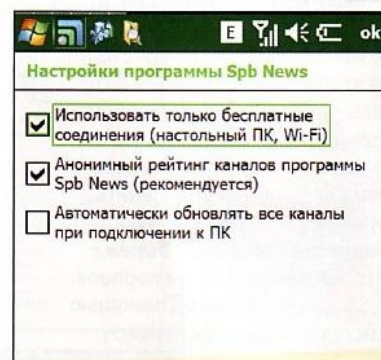 E ok
Настройки программы Spb News
Использовать только бесплатные
соединения (настольный ПК, Wi-Fi)
Анонимный рейтинг каналов программы
Spb News (рекомендуется)
Автоматически обновлять все каналы
при подключении к ПК